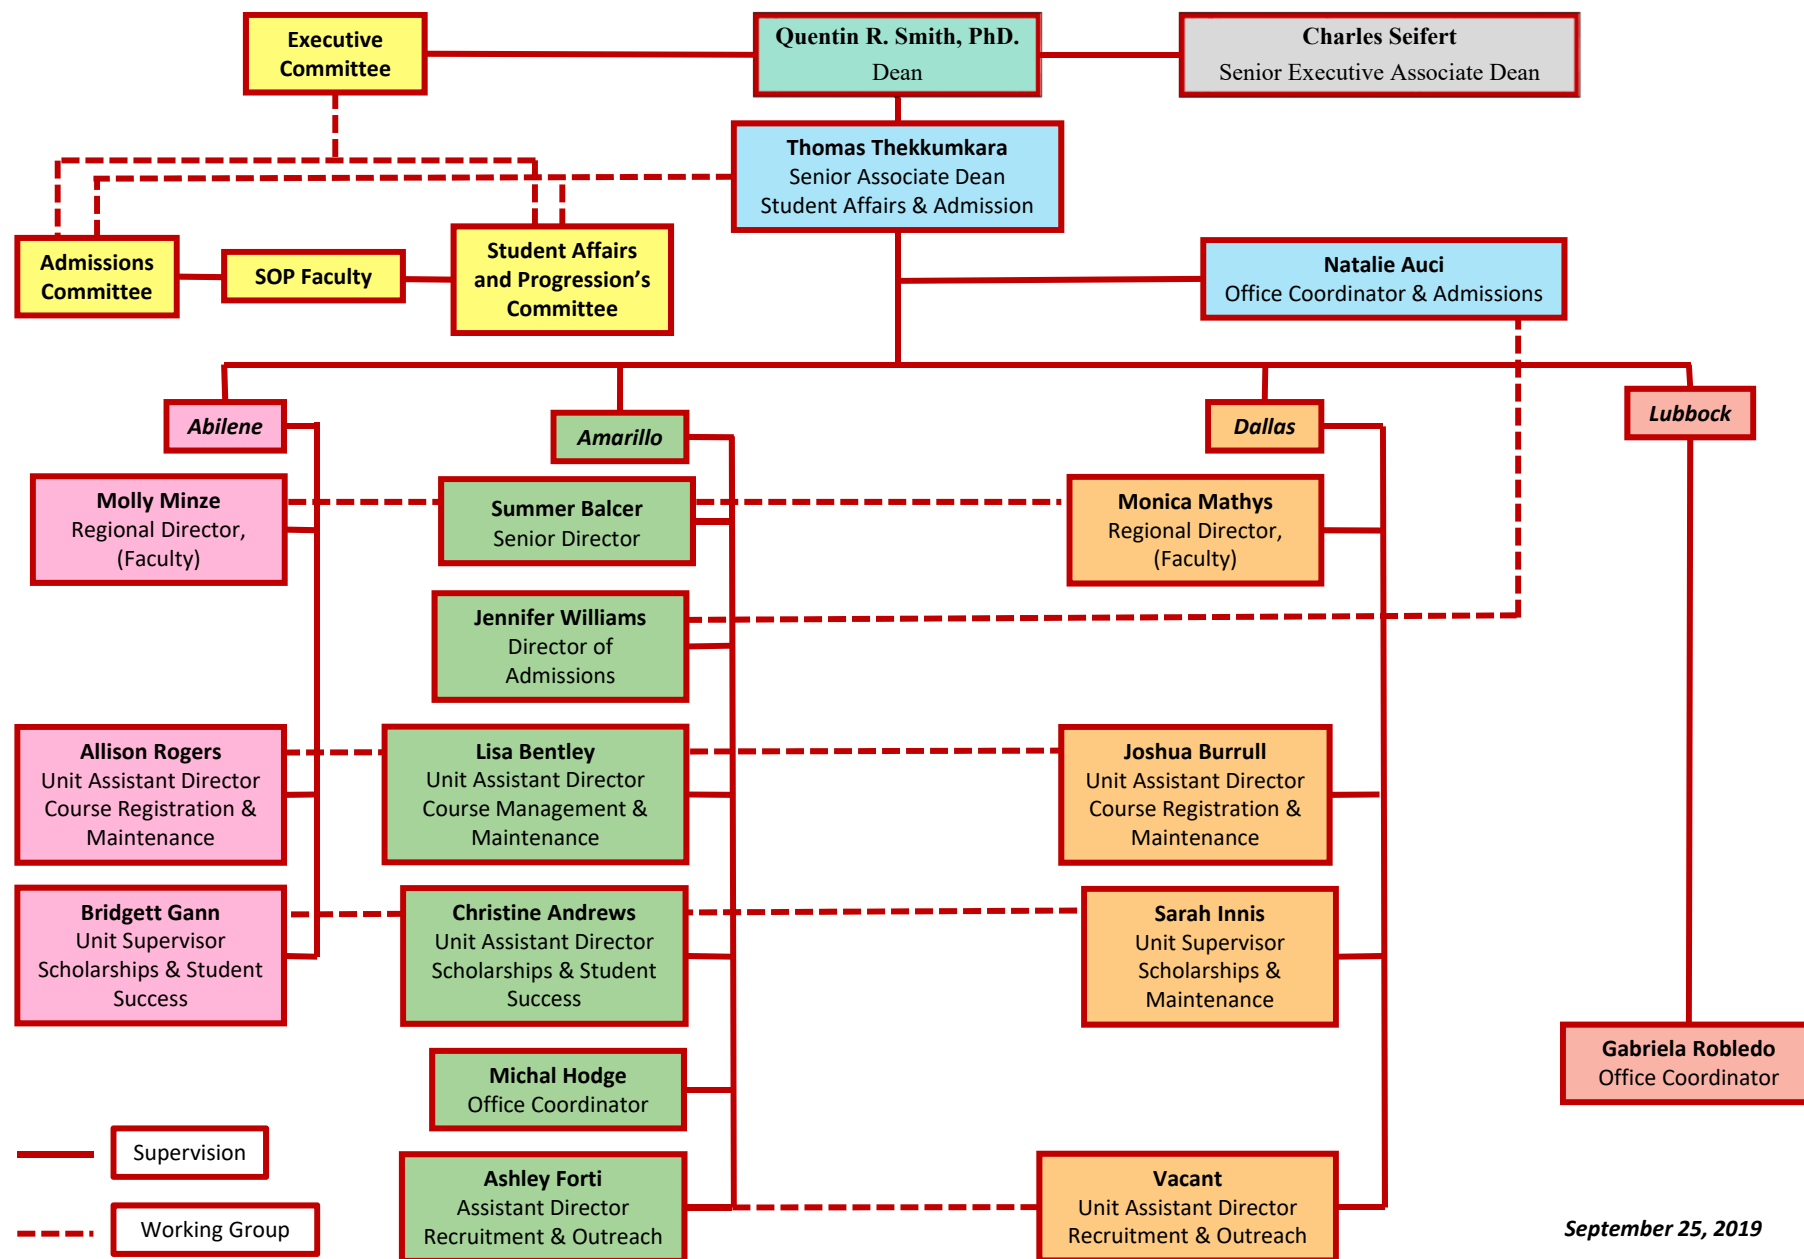 Executive
Committee
Quentin R. Smith, PhD.
Dean
Charles Seifert
Senior Executive Associate Dean
Thomas Thekkumkara
Senior Associate Dean
Student Affairs & Admission
Admissions
Committee
SOP Faculty
Student Affairs
and Progression’s
Committee
Natalie Auci
Office Coordinator & Admissions
Abilene
Amarillo
Dallas
Lubbock
Molly Minze
Regional Director,
(Faculty)
Summer Balcer
Senior Director
Monica Mathys
Regional Director,
(Faculty)
Jennifer Williams
Director of
Admissions
Allison Rogers
Unit Assistant Director
Course Registration &
Maintenance
Lisa Bentley
Unit Assistant Director
Course Management &
Maintenance
Joshua Burrull
Unit Assistant Director
Course Registration &
Maintenance
Bridgett Gann
Unit Supervisor
Scholarships & Student
Success
Christine Andrews
Unit Assistant Director
Scholarships & Student
Success
Sarah Innis
Unit Supervisor
Scholarships &
Maintenance
Gabriela Robledo
Office Coordinator
Michal Hodge
Office Coordinator
Ashley Forti
Assistant Director
Recruitment & Outreach
Vacant
Unit Assistant Director
Recruitment & Outreach
Supervision
Working Group
September 25, 2019